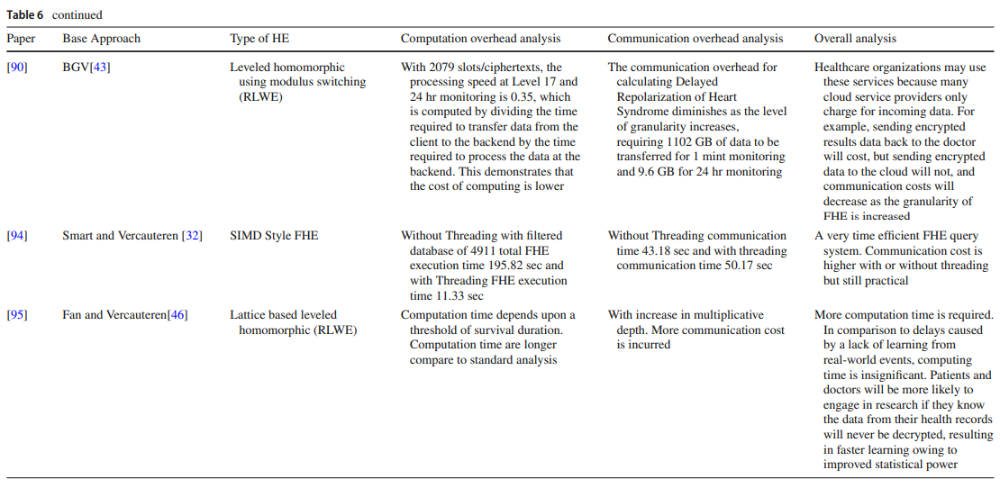 Table 6 continued
Paper Base Approach Type of HE Computation overhead analysis Communication overhead analysis Overall analysis
[90] BGV[43] Leveled homomorphic With 2079 slots/ciphertexts, the The communication overhead for Healthcare organizations may use
using modulus switching processing speed at Level 17 and calculating Delayed these services because many
(RLWE) 24 hr monitoring is 0.35, which Repolarization of Heart cloud service providers only
is computed by dividing the time Syndrome diminishes as the level charge for incoming data. For
required to transfer data from the of granularity increases, example, sending encrypted
client to the backend by the time requiring 1102 GB of data to be results data back to the doctor
required to process the data at the transferred for 1 mint monitoring will cost, but sending encrypted
backend. This demonstrates that and 9.6 GB for 24 hr monitoring data to the cloud will not, and
the cost of computing is lower communication costs will
decrease as the granularity of
FHE is increased
[94] Smart and Vercauteren [32] SIMD Style FHE Without Threading with filtered Without Threading communication A very time efficient FHE query
database of 4911 total FHE time 43.18 sec and with threading system. Communication cost is
execution time 195.82 sec and communication time 50.17 sec higher with or without threading
with Threading FHE execution but still practical
time 11.33 sec
[95] Fan and Vercauteren[46] Lattice based leveled Computation time depends upon a With increase in multiplicative More computation time is required.
homomorphic (RLWE) threshold of survival duration. depth. More communication cost In comparison to delays caused
Computation time are longer is incurred by a lack of learning from
compare to standard analysis real-world events, computing
time is insignificant. Patients and
doctors will be more likely to
engage in research if they know
the data from their health records
will never be decrypted, resulting
in faster learning owing to
improved statistical power